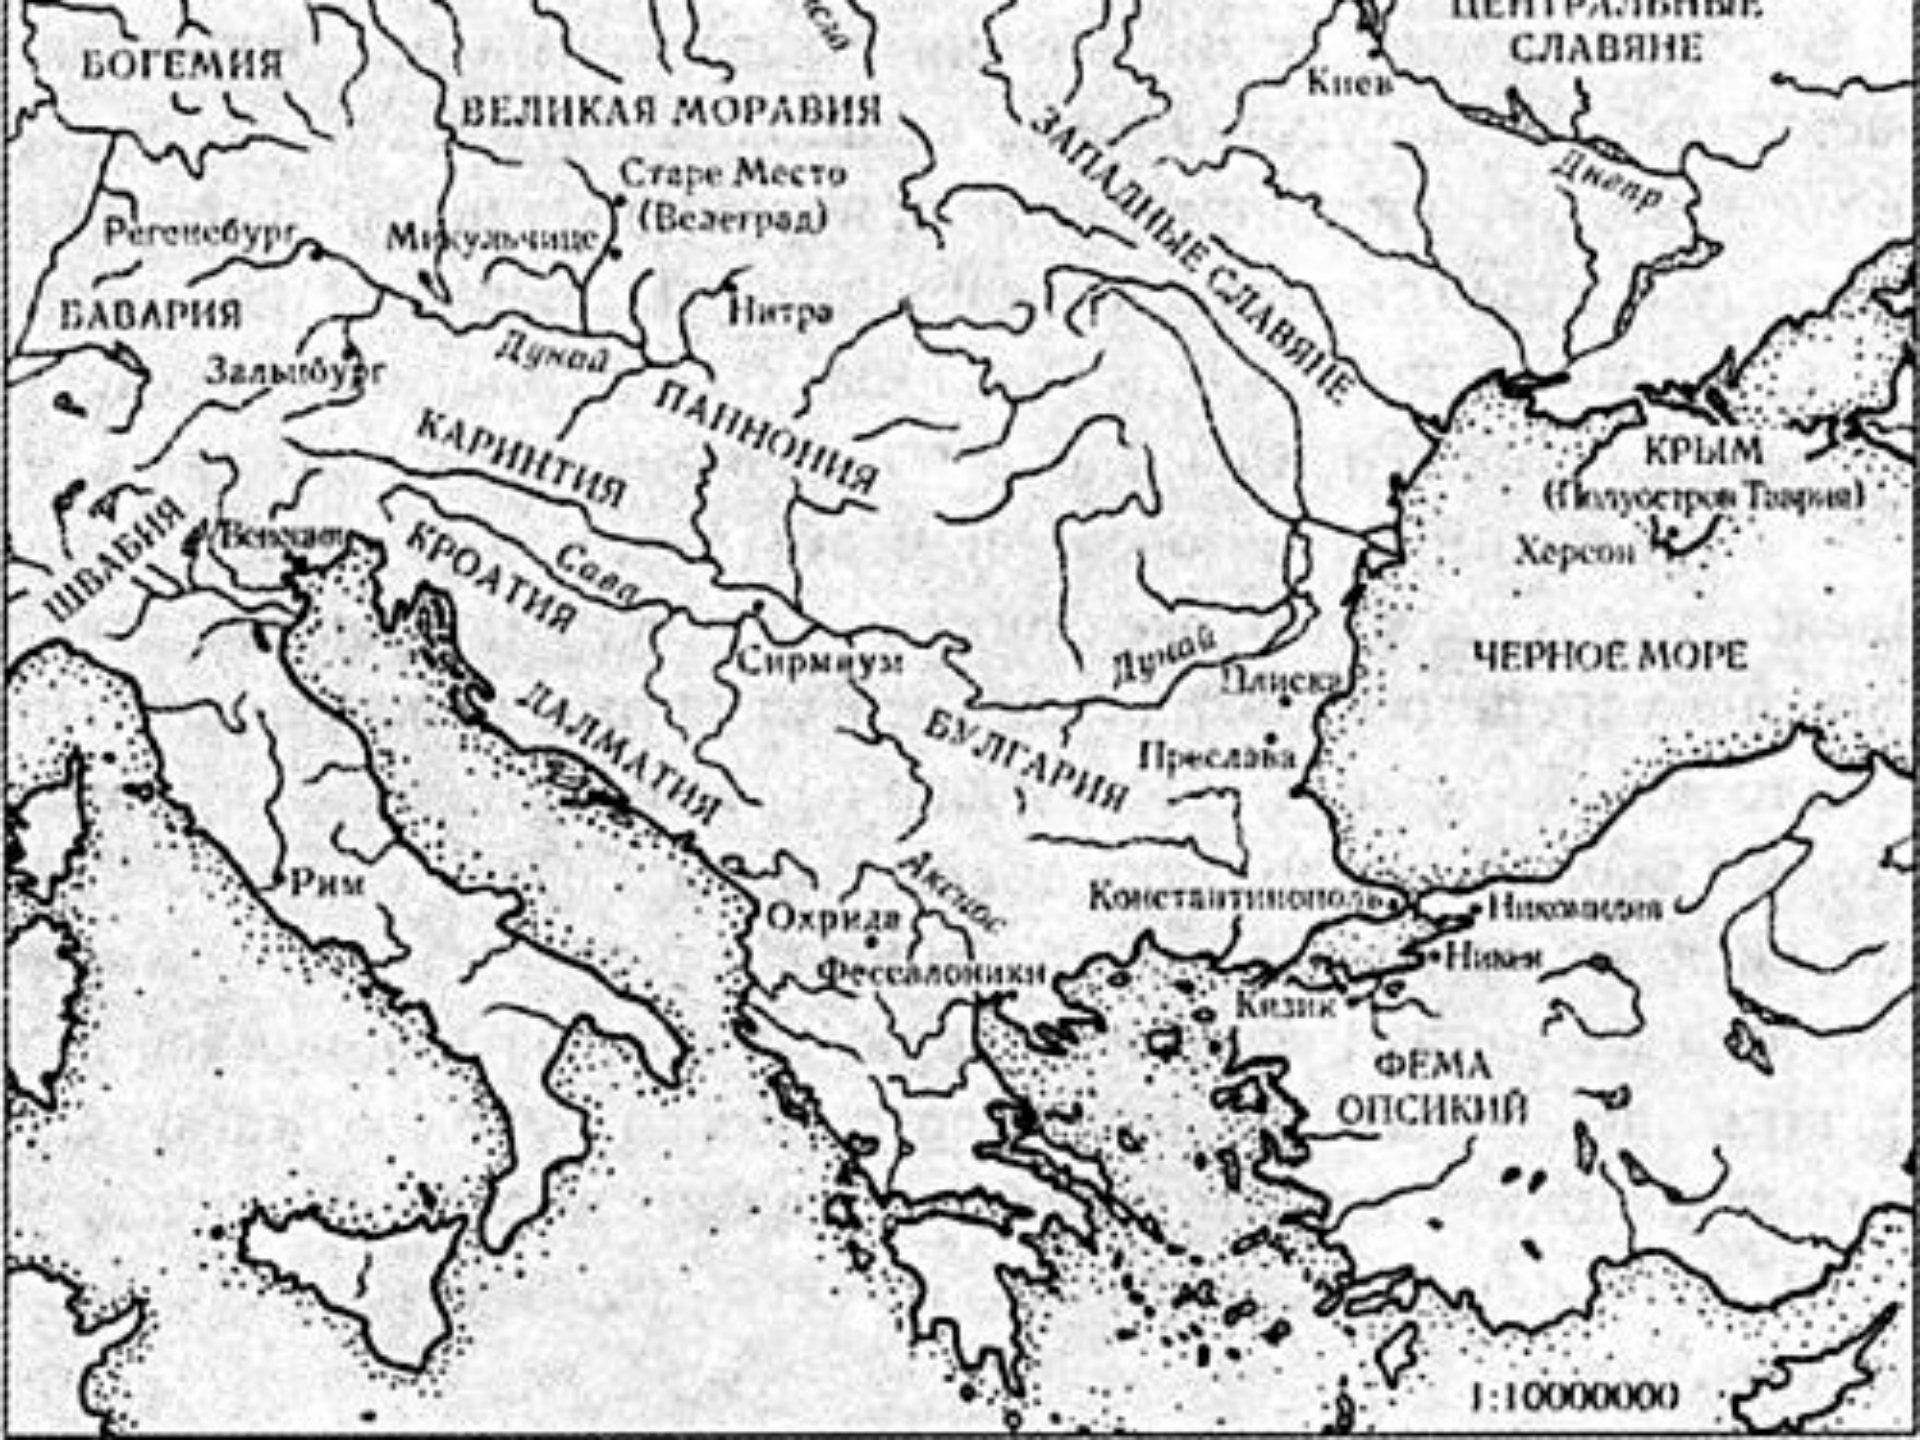 ЦЕНТРАЛЬНЫЕ
СЛАВЯНЕ
БОГЕМИЯ
Киев
ВЕЛИКАЯ МОРАВИЯ
ЗАПАДНЫЕ СЛАВЯНЕ
Старе Место
(Велеград)
Днепр
Регенсбург
Микульчице
БАВАРИЯ
Нитра
Дунай
Зальцбург
ПАННОНИЯ
КАРИНТИЯ
КРЫМ
(Полуостров Таврия)
Херсон
ШВАБИЯ
Венеция
КРОАТИЯ
Сава
Сирмиум
Дунай
Плиска
ЧЕРНОЕ МОРЕ
ДАЛМАТИЯ
БУЛГАРИЯ
Преслава
Рим
Аксиос
Охрида
Константинополь
Никомидия
Фессалоники
Никея
Кизик
ФЕМА
ОПСИКИЙ
1:10000000